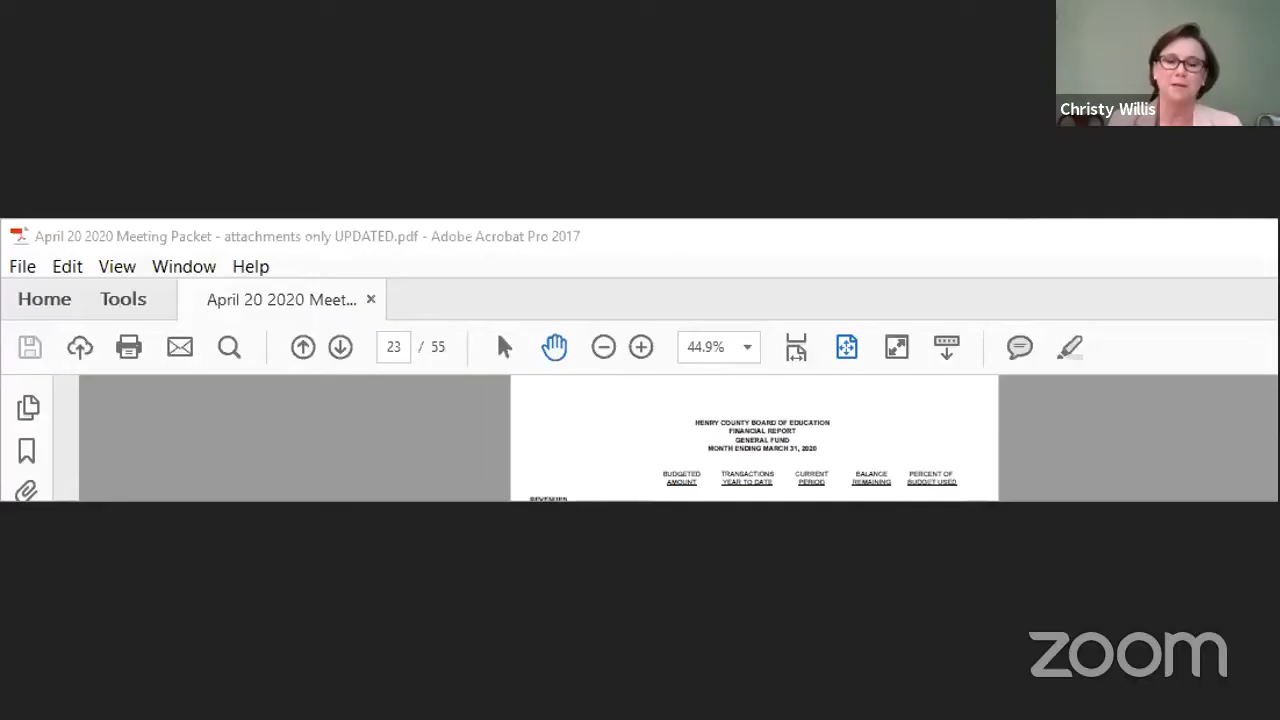 Christy Willis
April 20 2020 Meeting Packet - attachments only UPDATED.pdf - Adobe Acrobat Pro 2017
File Edit View Window Help
Home Tools April 20 2020 Meet... ×
23 / 55 44.9%
HENRY COUNTY BOARD OF EDUCATION
FINANCIAL REPORT
GENERAL FUND
MONTH ENDING MARCH 31, 2020
BUDGETED TRANSACTIONS CURRENT BALANCE PERCENT OF
AMOUNT YEAR TO DATE PERIOD REMAINING BUDGET USED
REVENUES
zoom